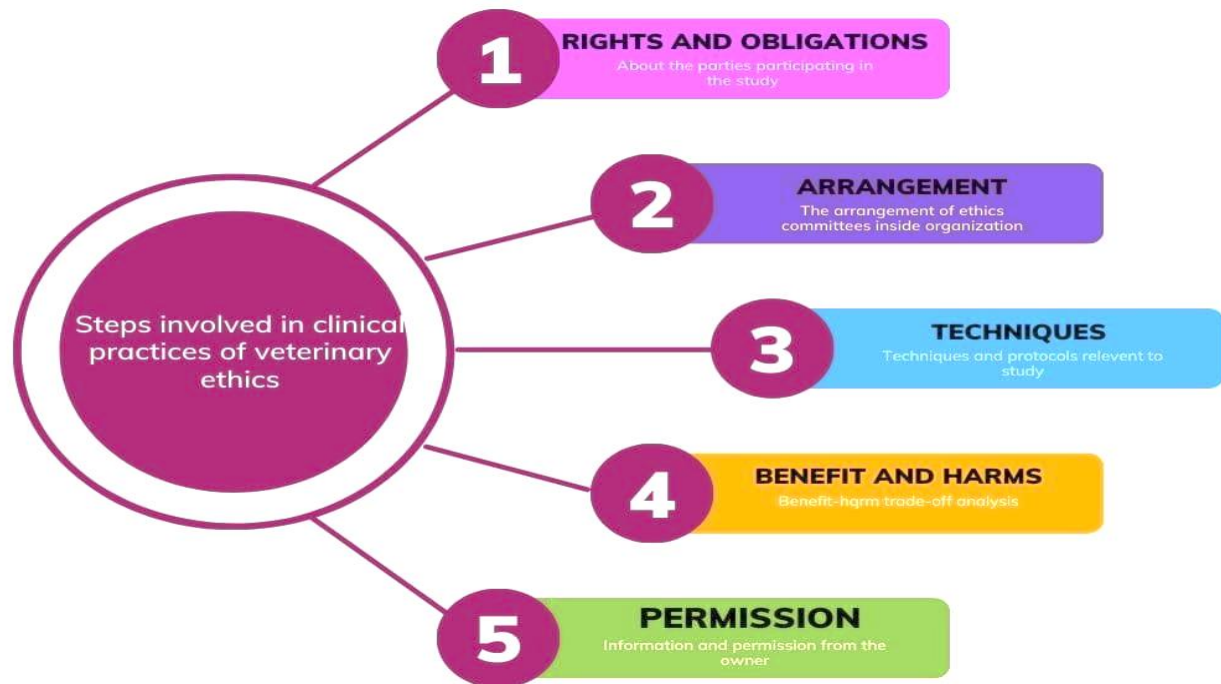 Steps involved in clinical
practices of veterinary
ethics
1
RIGHTS AND OBLIGATIONS
About the parties participating in
the study
2
ARRANGEMENT
The arrangement of ethics
committees inside organization
3
TECHNIQUES
Techniques and protocols relevent to
study
4
BENEFIT AND HARMS
Benefit-harm trade-off analysis
5
PERMISSION
Information and permission from the
owner